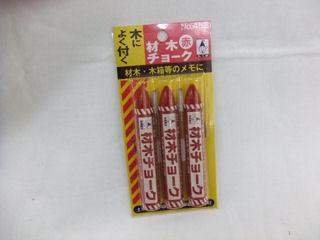 No.452
木に
よく付く
材木 赤
チョーク
材木・木箱等のメモに
材木チョーク
材木チョーク
材木チョーク